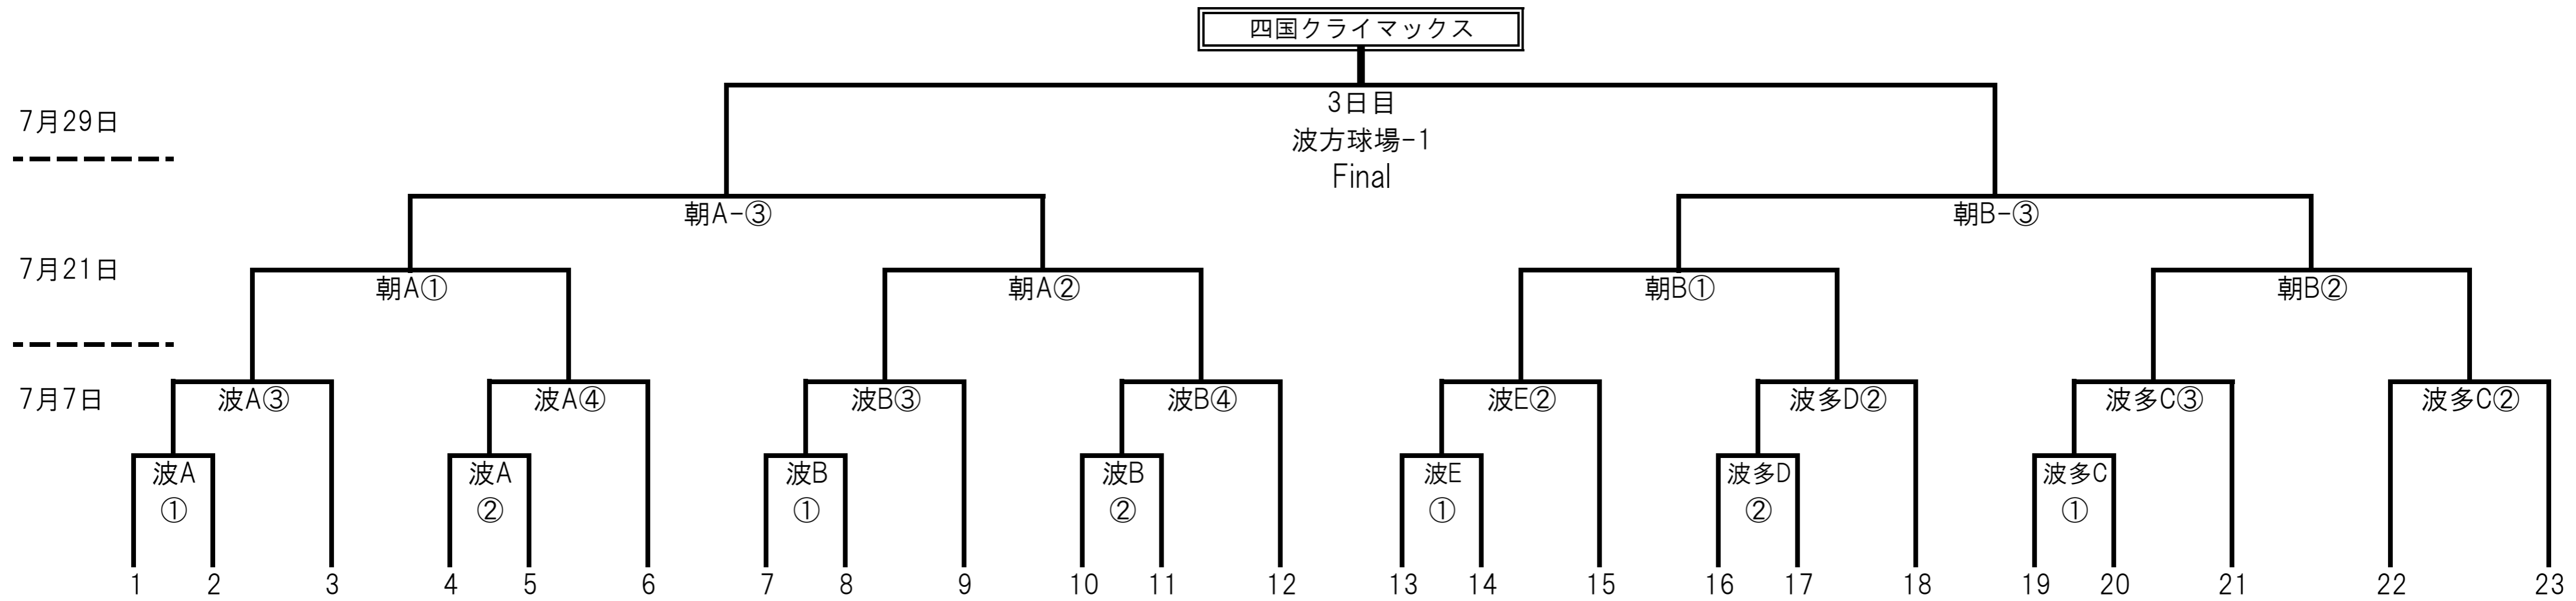 四国クライマックス
3日目
7月29日
波方球場-1
Final
朝A-③ 朝B-③
7月21日
朝A① 朝A② 朝B① 朝B②
7月7日 波A③ 波A④ 波B③ 波B④ 波E② 波多D② 波多C③ 波多C②
波A 波A 波B 波B 波E 波多D 波多C
① ② ① ② ① ② ①
1 2 3 4 5 6 7 8 9 10 11 12 13 14 15 16 17 18 19 20 21 22 23